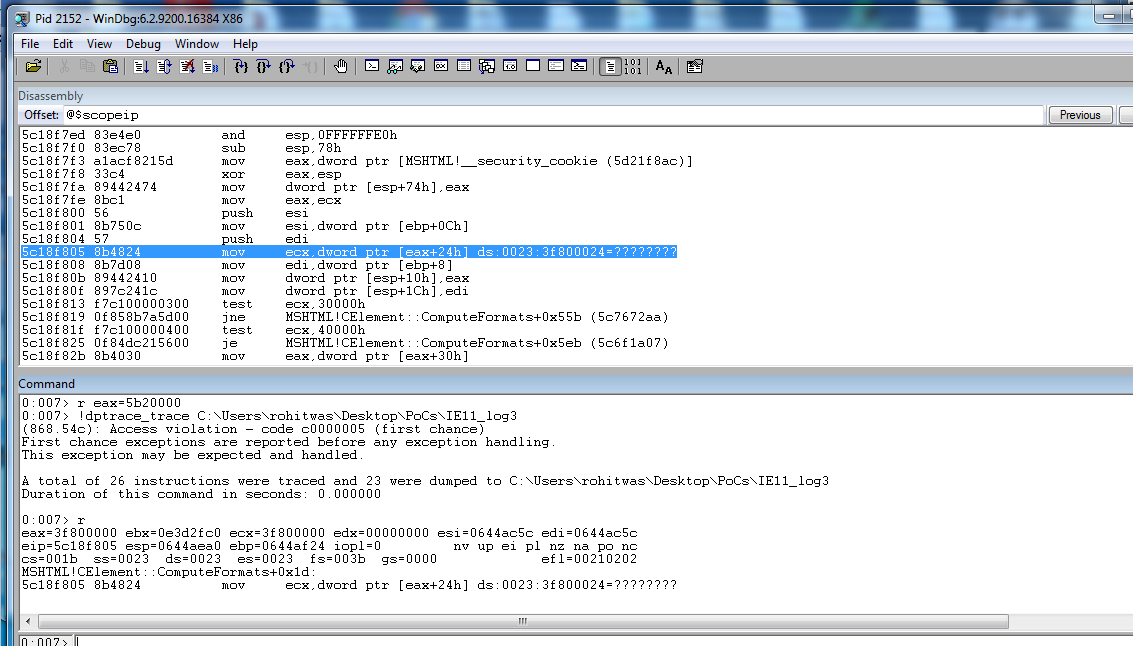 Pid 2152 - WinDbg:6.2.9200.16384 X86
File Edit View Debug Window Help
Disassembly
Offset: @$scopeip Previous
5c18f7ed 83e4e0 and esp,0FFFFFFE0h
5c18f7f0 83ec78 sub esp,78h
5c18f7f3 a1acf8215d mov eax,dword ptr [MSHTML!__security_cookie (5d21f8ac)]
5c18f7f8 33c4 xor eax,esp
5c18f7fa 89442474 mov dword ptr [esp+74h],eax
5c18f7fe 8bc1 mov eax,ecx
5c18f800 56 push esi
5c18f801 8b750c mov esi,dword ptr [ebp+0Ch]
5c18f804 57 push edi
5c18f805 8b4824 mov ecx,dword ptr [eax+24h] ds:0023:3f800024=????????
5c18f808 8b7d08 mov edi,dword ptr [ebp+8]
5c18f80b 89442410 mov dword ptr [esp+10h],eax
5c18f80f 897c241c mov dword ptr [esp+1Ch],edi
5c18f813 f7c100000300 test ecx,30000h
5c18f819 0f858b7a5d00 jne MSHTML!CElement::ComputeFormats+0x55b (5c7672aa)
5c18f81f f7c100000400 test ecx,40000h
5c18f825 0f84dc215600 je MSHTML!CElement::ComputeFormats+0x5eb (5c6f1a07)
5c18f82b 8b4030 mov eax,dword ptr [eax+30h]
Command
0:007> r eax=5b20000
0:007> !dptrace_trace C:\Users\rohitwas\Desktop\PoCs\IE11_log3
(868.54c): Access violation - code c0000005 (first chance)
First chance exceptions are reported before any exception handling.
This exception may be expected and handled.
A total of 26 instructions were traced and 23 were dumped to C:\Users\rohitwas\Desktop\PoCs\IE11_log3
Duration of this command in seconds: 0.000000
0:007> r
eax=3f800000 ebx=0e3d2fc0 ecx=3f800000 edx=00000000 esi=0644ac5c edi=0644ac5c
eip=5c18f805 esp=0644aea0 ebp=0644af24 iopl=0 nv up ei pl nz na po nc
cs=001b ss=0023 ds=0023 es=0023 fs=003b gs=0000 efl=00210202
MSHTML!CElement::ComputeFormats+0x1d:
5c18f805 8b4824 mov ecx,dword ptr [eax+24h] ds:0023:3f800024=????????
0:007>